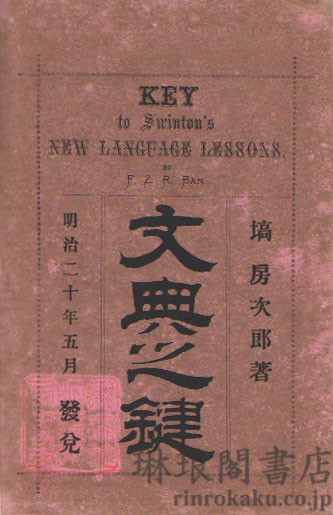 KEY
to Swinton's
NEW LANGUAGE LESSONS.
BY
F. Z. R. BAN.
塙房次郎著
文典之鍵
明治二十年五月發兌
琳琅閣書店
rinrokaku.co.jp